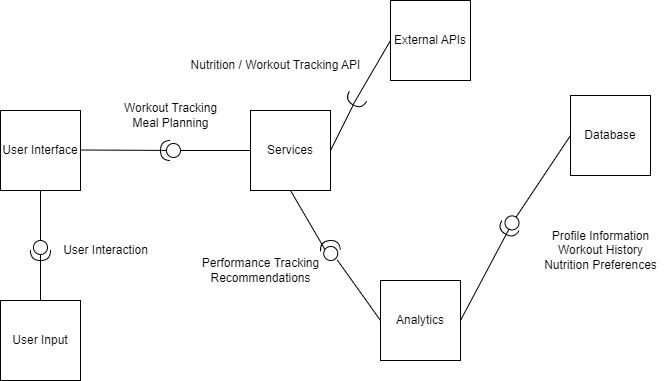 External APIs
Nutrition / Workout Tracking API
Workout Tracking
Meal Planning
User Interface
Services
Database
User Interaction
Performance Tracking
Recommendations
Profile Information
Workout History
Nutrition Preferences
Analytics
User Input